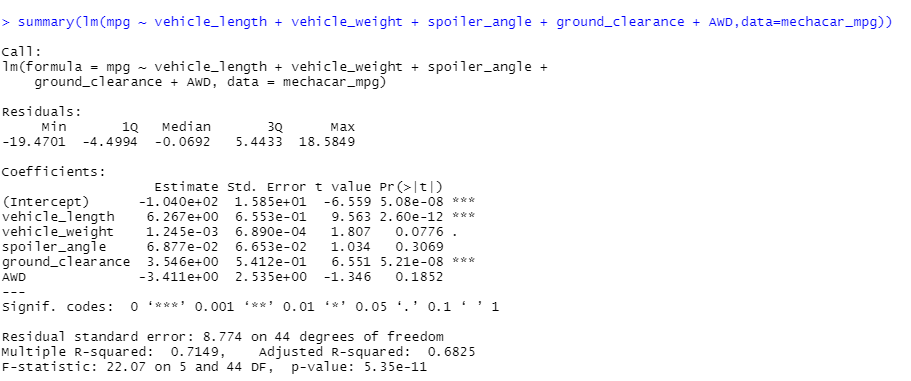 > summary(lm(mpg ~ vehicle_length + vehicle_weight + spoiler_angle + ground_clearance + AWD,data=mechacar_mpg))
Call:
lm(formula = mpg ~ vehicle_length + vehicle_weight + spoiler_angle +
    ground_clearance + AWD, data = mechacar_mpg)
Residuals:
     Min       1Q   Median       3Q      Max
-19.4701  -4.4994  -0.0692   5.4433  18.5849
Coefficients:
                   Estimate Std. Error t value Pr(>|t|)
(Intercept)      -1.040e+02  1.585e+01  -6.559 5.08e-08 ***
vehicle_length    6.267e+00  6.553e-01   9.563 2.60e-12 ***
vehicle_weight    1.245e-03  6.890e-04   1.807   0.0776 .
spoiler_angle     6.877e-02  6.653e-02   1.034   0.3069
ground_clearance  3.546e+00  5.412e-01   6.551 5.21e-08 ***
AWD              -3.411e+00  2.535e+00  -1.346   0.1852
---
Signif. codes:  0 ‘***’ 0.001 ‘**’ 0.01 ‘*’ 0.05 ‘.’ 0.1 ‘ ’ 1
Residual standard error: 8.774 on 44 degrees of freedom
Multiple R-squared:  0.7149,    Adjusted R-squared:  0.6825
F-statistic: 22.07 on 5 and 44 DF,  p-value: 5.35e-11